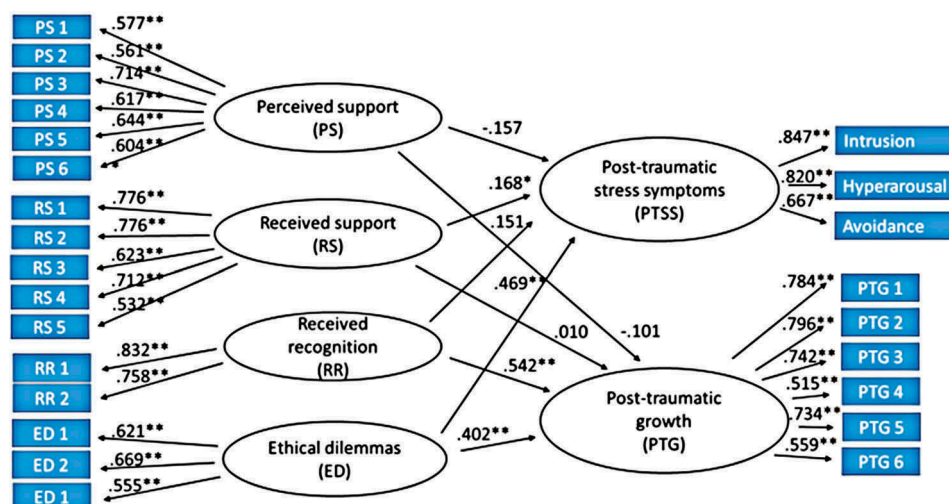 PS 1
.577**
PS 2
.561**
PS 3
.714**
PS 4
.617**
PS 5
.644**
PS 6
.604**
*
Perceived support
(PS)
RS 1
.776**
RS 2
.776**
RS 3
.623**
RS 4
.712**
RS 5
.532**
Received support
(RS)
RR 1
.832**
RR 2
.758**
Received
recognition
(RR)
ED 1
.621**
ED 2
.669**
ED 1
.555**
Ethical dilemmas
(ED)
-.157
.168*
.151
.469**
.010
-.101
.542**
.402**
Post-traumatic
stress symptoms
(PTSS)
.847**
Intrusion
.820**
Hyperarousal
.667**
Avoidance
Post-traumatic
growth
(PTG)
.784**
PTG 1
.796**
PTG 2
.742**
PTG 3
.515**
PTG 4
.734**
PTG 5
.559**
PTG 6